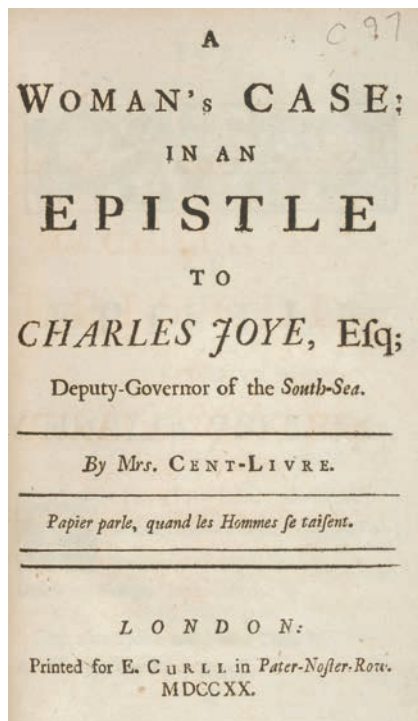 C 97
A
WOMAN's CASE:
IN AN
EPISTLE
TO
CHARLES JOYE, Eſq;
Deputy-Governor of the South-Sea.
By Mrs. CENT-LIVRE.
Papier parle, quand les Hommes ſe taiſent.
LONDON:
Printed for E. CURLL in Pater-Noſter-Row.
MDCCXX.